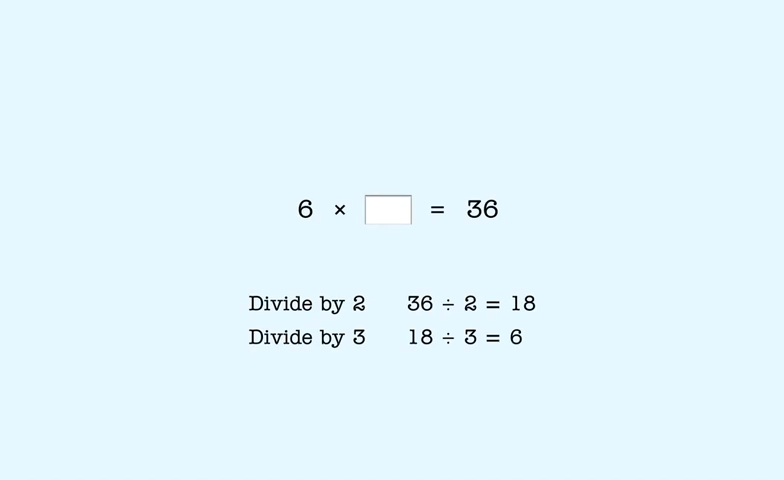 6 × = 36
Divide by 2 36 ÷ 2 = 18
Divide by 3 18 ÷ 3 = 6